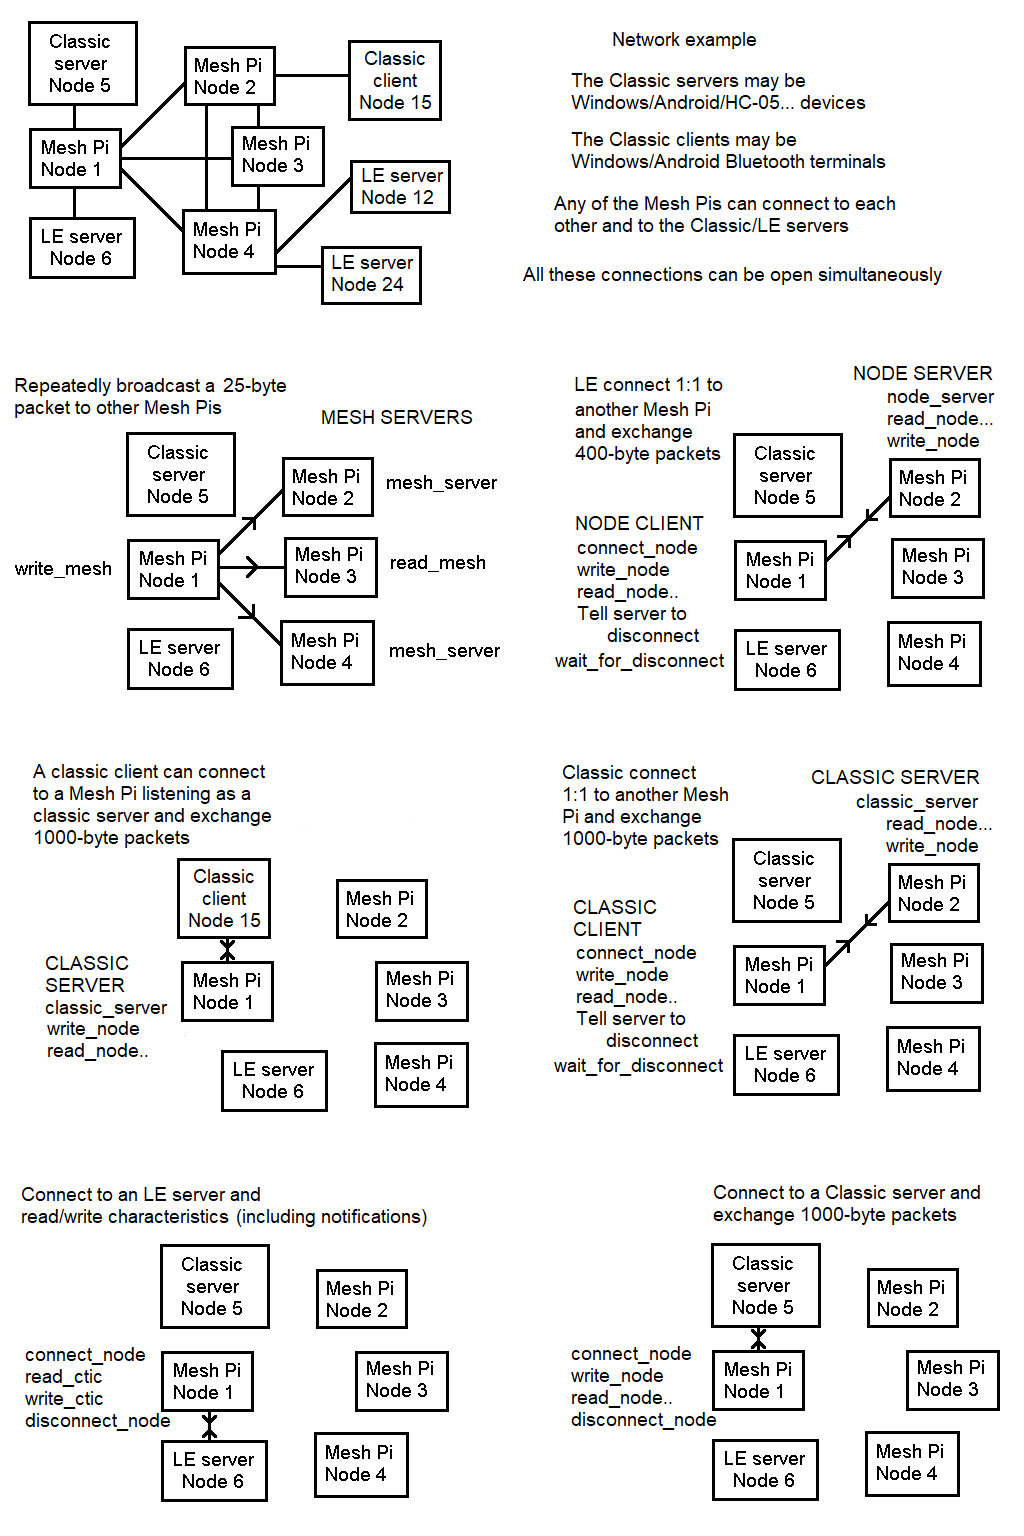 Classic
server
Node 5
Mesh Pi
Node 2
Classic
client
Node 15
Mesh Pi
Node 1
Mesh Pi
Node 3
LE server
Node 12
LE server
Node 6
Mesh Pi
Node 4
LE server
Node 24
Network example
The Classic servers may be
Windows/Android/HC-05... devices
The Classic clients may be
Windows/Android Bluetooth terminals
Any of the Mesh Pis can connect to each
other and to the Classic/LE servers
All these connections can be open simultaneously
Repeatedly broadcast a 25-byte
packet to other Mesh Pis
MESH SERVERS
Classic
server
Node 5
Mesh Pi
Node 2
mesh_server
write_mesh
Mesh Pi
Node 1
Mesh Pi
Node 3
read_mesh
LE server
Node 6
Mesh Pi
Node 4
mesh_server
LE connect 1:1 to
another Mesh Pi
and exchange
400-byte packets
NODE SERVER
node_server
read_node...
write_node
Classic
server
Node 5
Mesh Pi
Node 2
NODE CLIENT
connect_node
write_node
read_node..
Tell server to
disconnect
wait_for_disconnect
Mesh Pi
Node 1
Mesh Pi
Node 3
LE server
Node 6
Mesh Pi
Node 4
A classic client can connect
to a Mesh Pi listening as a
classic server and exchange
1000-byte packets
Classic
client
Node 15
Mesh Pi
Node 2
CLASSIC
SERVER
classic_server
write_node
read_node..
Mesh Pi
Node 1
Mesh Pi
Node 3
LE server
Node 6
Mesh Pi
Node 4
Classic connect
1:1 to another Mesh
Pi and exchange
1000-byte packets
CLASSIC SERVER
classic_server
read_node...
write_node
Classic
server
Node 5
Mesh Pi
Node 2
CLASSIC
CLIENT
connect_node
write_node
read_node..
Tell server to
disconnect
wait_for_disconnect
Mesh Pi
Node 1
Mesh Pi
Node 3
LE server
Node 6
Mesh Pi
Node 4
Connect to an LE server and
read/write characteristics (including notifications)
Classic
server
Node 5
Mesh Pi
Node 2
connect_node
read_ctic
write_ctic
disconnect_node
Mesh Pi
Node 1
Mesh Pi
Node 3
LE server
Node 6
Mesh Pi
Node 4
Connect to a Classic server and
exchange 1000-byte packets
Classic
server
Node 5
Mesh Pi
Node 2
connect_node
write_node
read_node..
disconnect_node
Mesh Pi
Node 1
Mesh Pi
Node 3
LE server
Node 6
Mesh Pi
Node 4